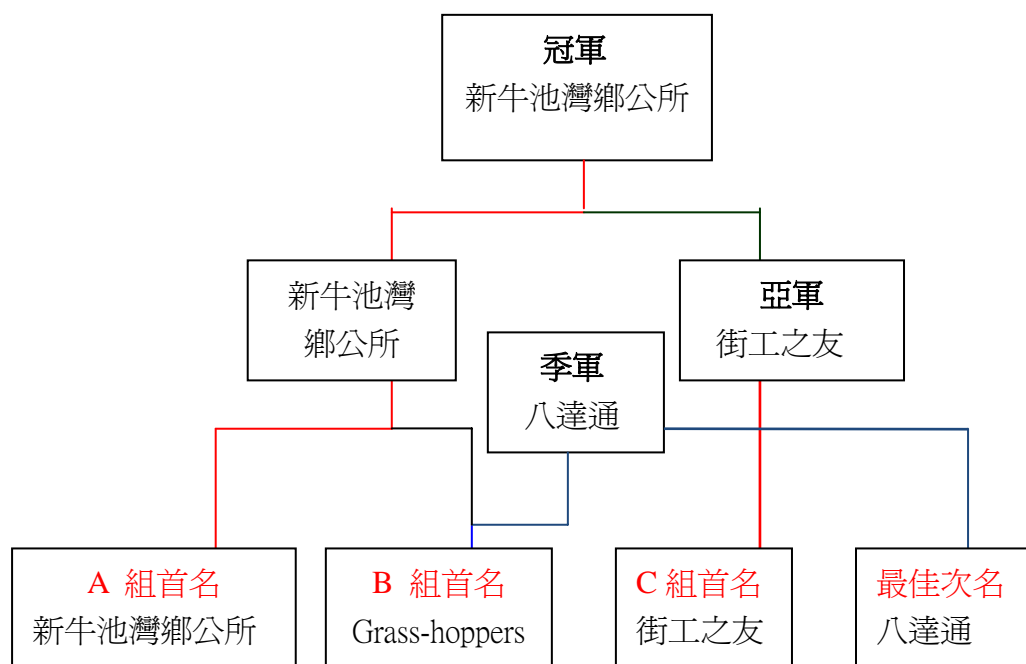 冠軍
新牛池灣鄉公所
新牛池灣
鄉公所
亞軍
街工之友
季軍
八達通
A 組首名
新牛池灣鄉公所
B 組首名
Grass-hoppers
C 組首名
街工之友
最佳次名
八達通